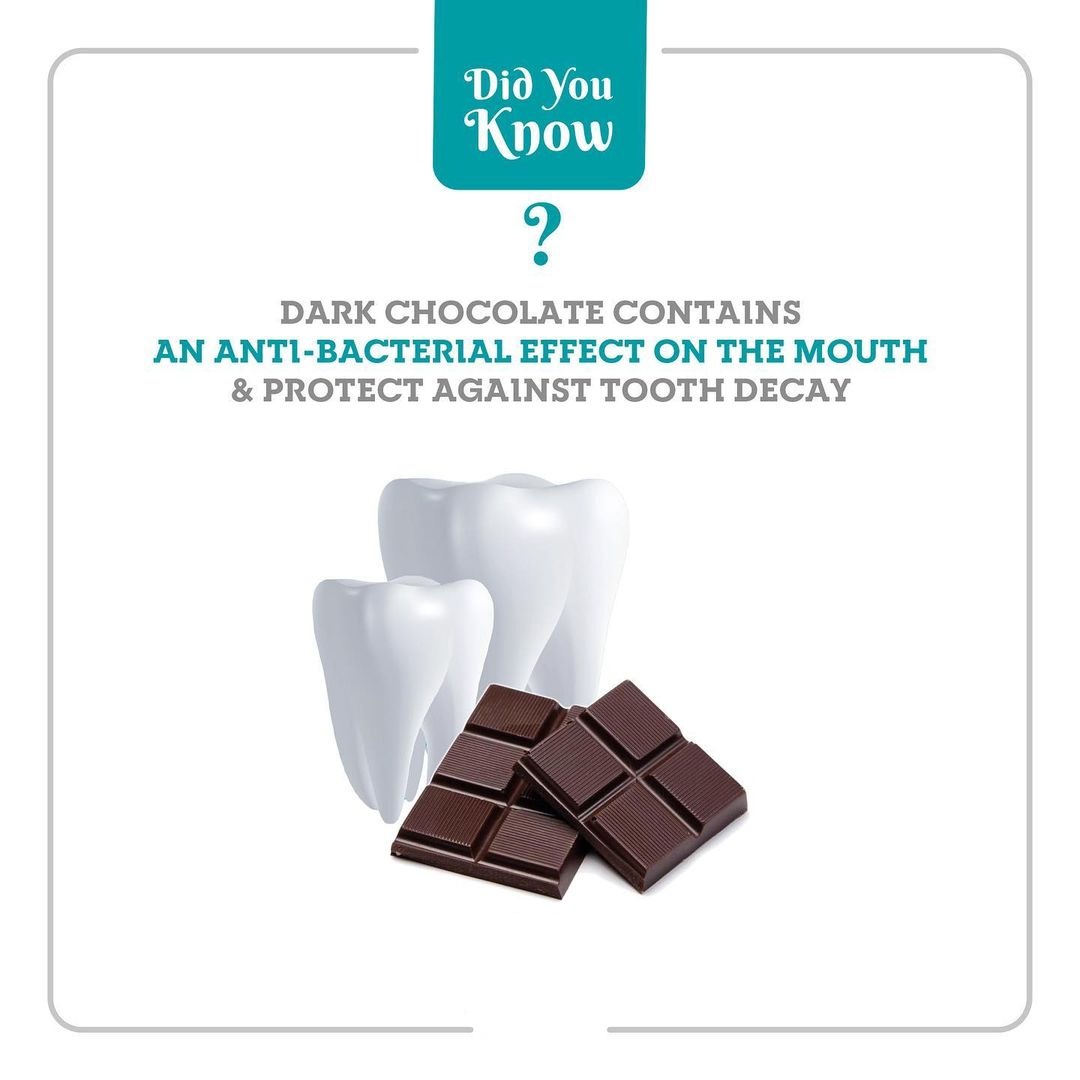 Did You
Know
?
DARK CHOCOLATE CONTAINS
AN ANTI-BACTERIAL EFFECT ON THE MOUTH
& PROTECT AGAINST TOOTH DECAY